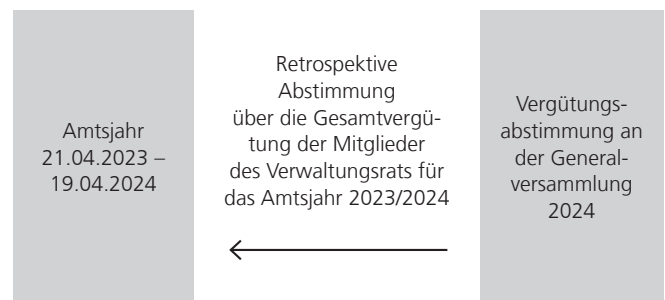 Amtsjahr
21.04.2023 –
19.04.2024
Retrospektive
Abstimmung
über die Gesamtvergü-
tung der Mitglieder
des Verwaltungsrats für
das Amtsjahr 2023/2024
Vergütungs-
abstimmung an
der General-
versammlung
2024